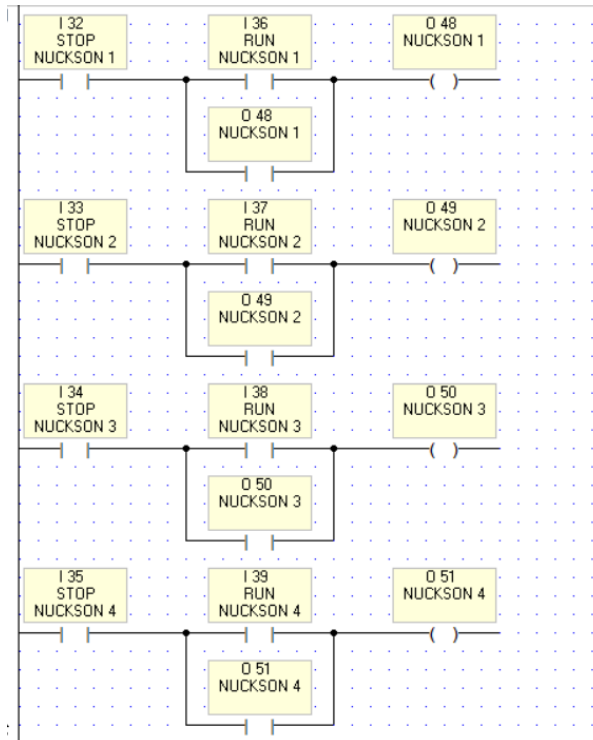 I 32
STOP
NUCKSON 1
I 36
RUN
NUCKSON 1
O 48
NUCKSON 1
O 48
NUCKSON 1
I 33
STOP
NUCKSON 2
I 37
RUN
NUCKSON 2
O 49
NUCKSON 2
O 49
NUCKSON 2
I 34
STOP
NUCKSON 3
I 38
RUN
NUCKSON 3
O 50
NUCKSON 3
O 50
NUCKSON 3
I 35
STOP
NUCKSON 4
I 39
RUN
NUCKSON 4
O 51
NUCKSON 4
O 51
NUCKSON 4